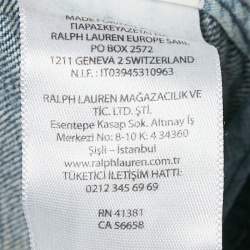 MADE
ΠΑΡΑΣΚΕΥΑΖΕΤΑΙ
RALPH LAUREN EUROPE SARL
PO BOX 2572
1211 GENEVA 2 SWITZERLAND
N.I.F.: IT03945310963
RALPH LAUREN MAĞAZACILIK VE
TİC. LTD. ŞTİ.
Esentepe Kasap Sok. Altunay İş
Merkezi No: 8-10 K: 4 34360
Şişli - İstanbul
www.ralphlauren.com.tr
TÜKETİCİ İLETİŞİM HATTI:
0212 345 69 69
RN 41381
CA 56658